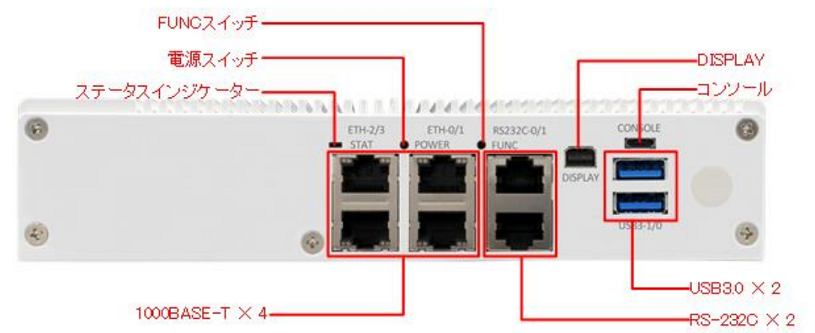 FUNCスイッチ
電源スイッチ
DISPLAY
ステータスインジケーター
コンソール
ETH-2/3
ETH-0/1
RS232C-0/1
CONSOLE
STAT
POWER
FUNC
DISPLAY
USB3-1/0
USB3.0 × 2
1000BASE-T × 4
RS-232C × 2